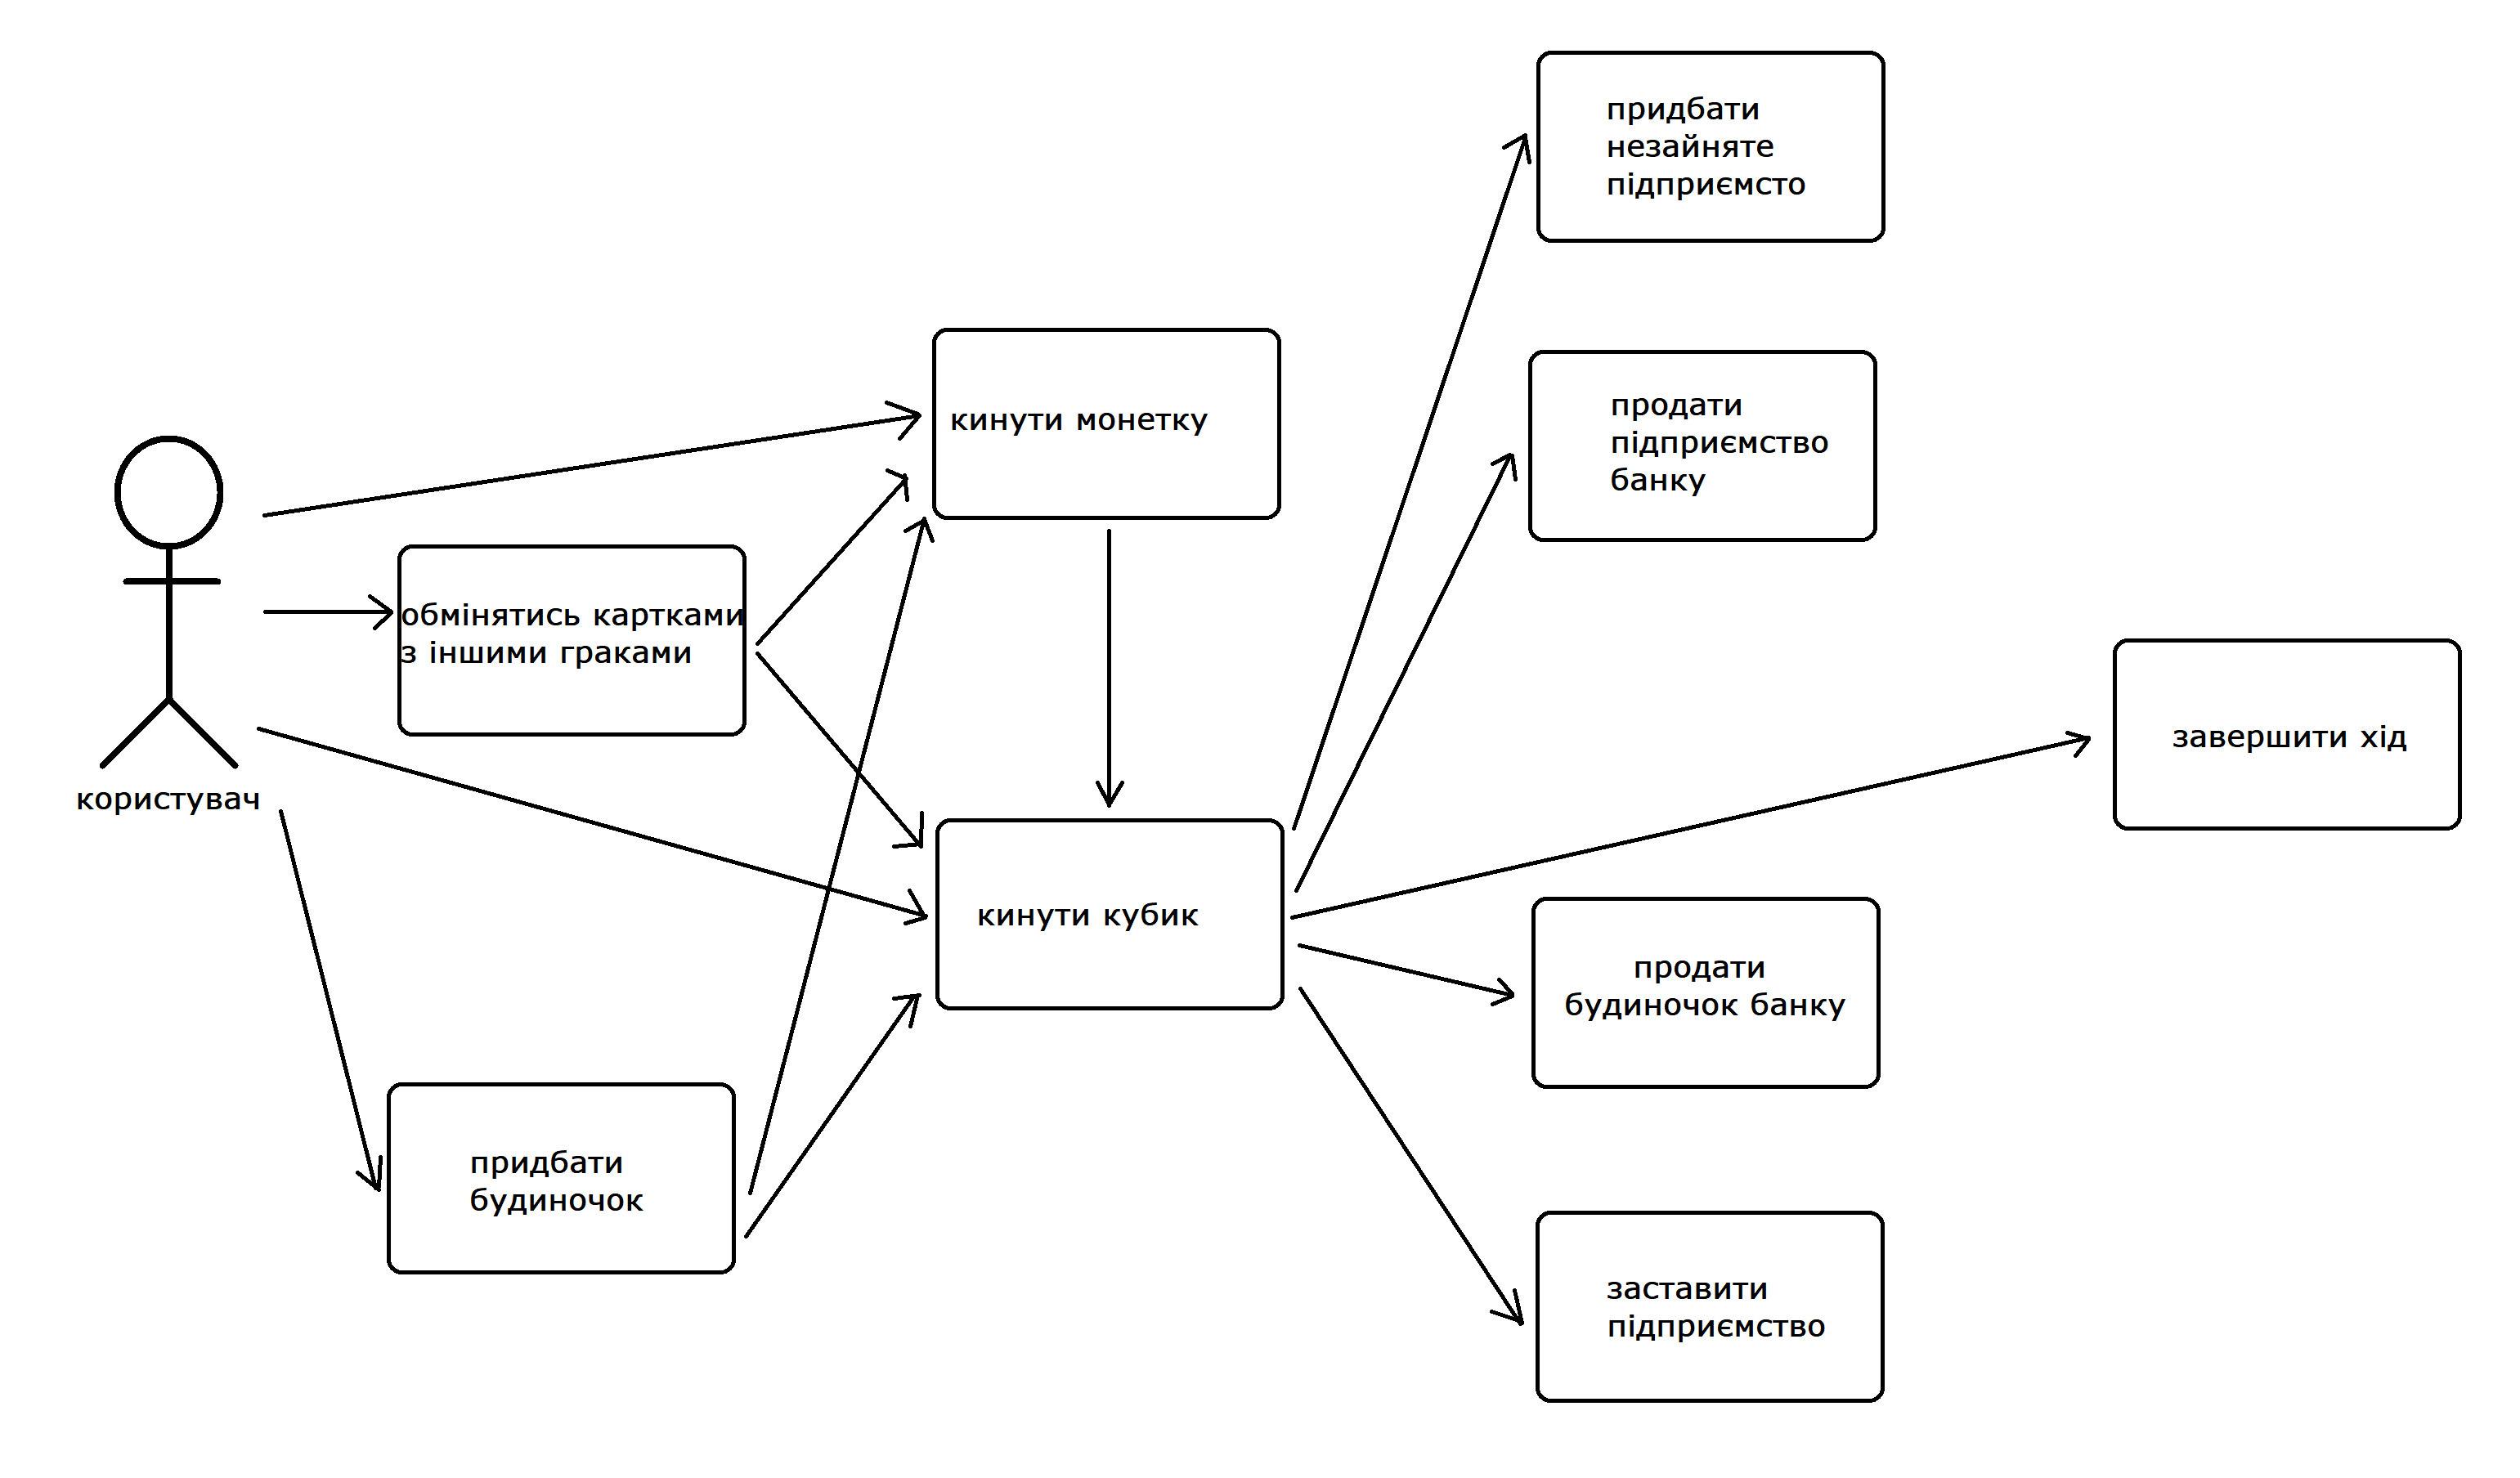 придбати
незайняте
підприємсто
кинути монетку
продати
підприємство
банку
обмінятись картками
з іншими граками
завершити хід
користувач
кинути кубик
продати
будиночок банку
придбати
будиночок
заставити
підприємство